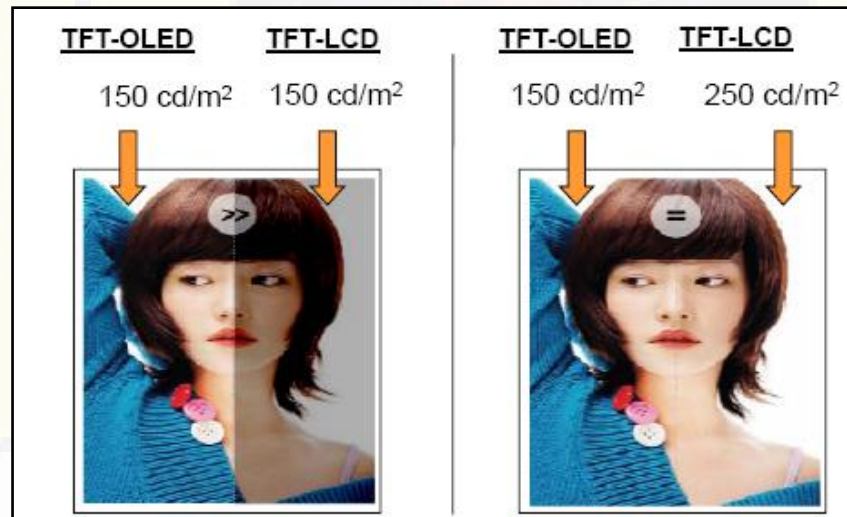 TFT-OLED TFT-LCD
150 cd/m² 150 cd/m²
>>
TFT-OLED TFT-LCD
150 cd/m² 250 cd/m²
=